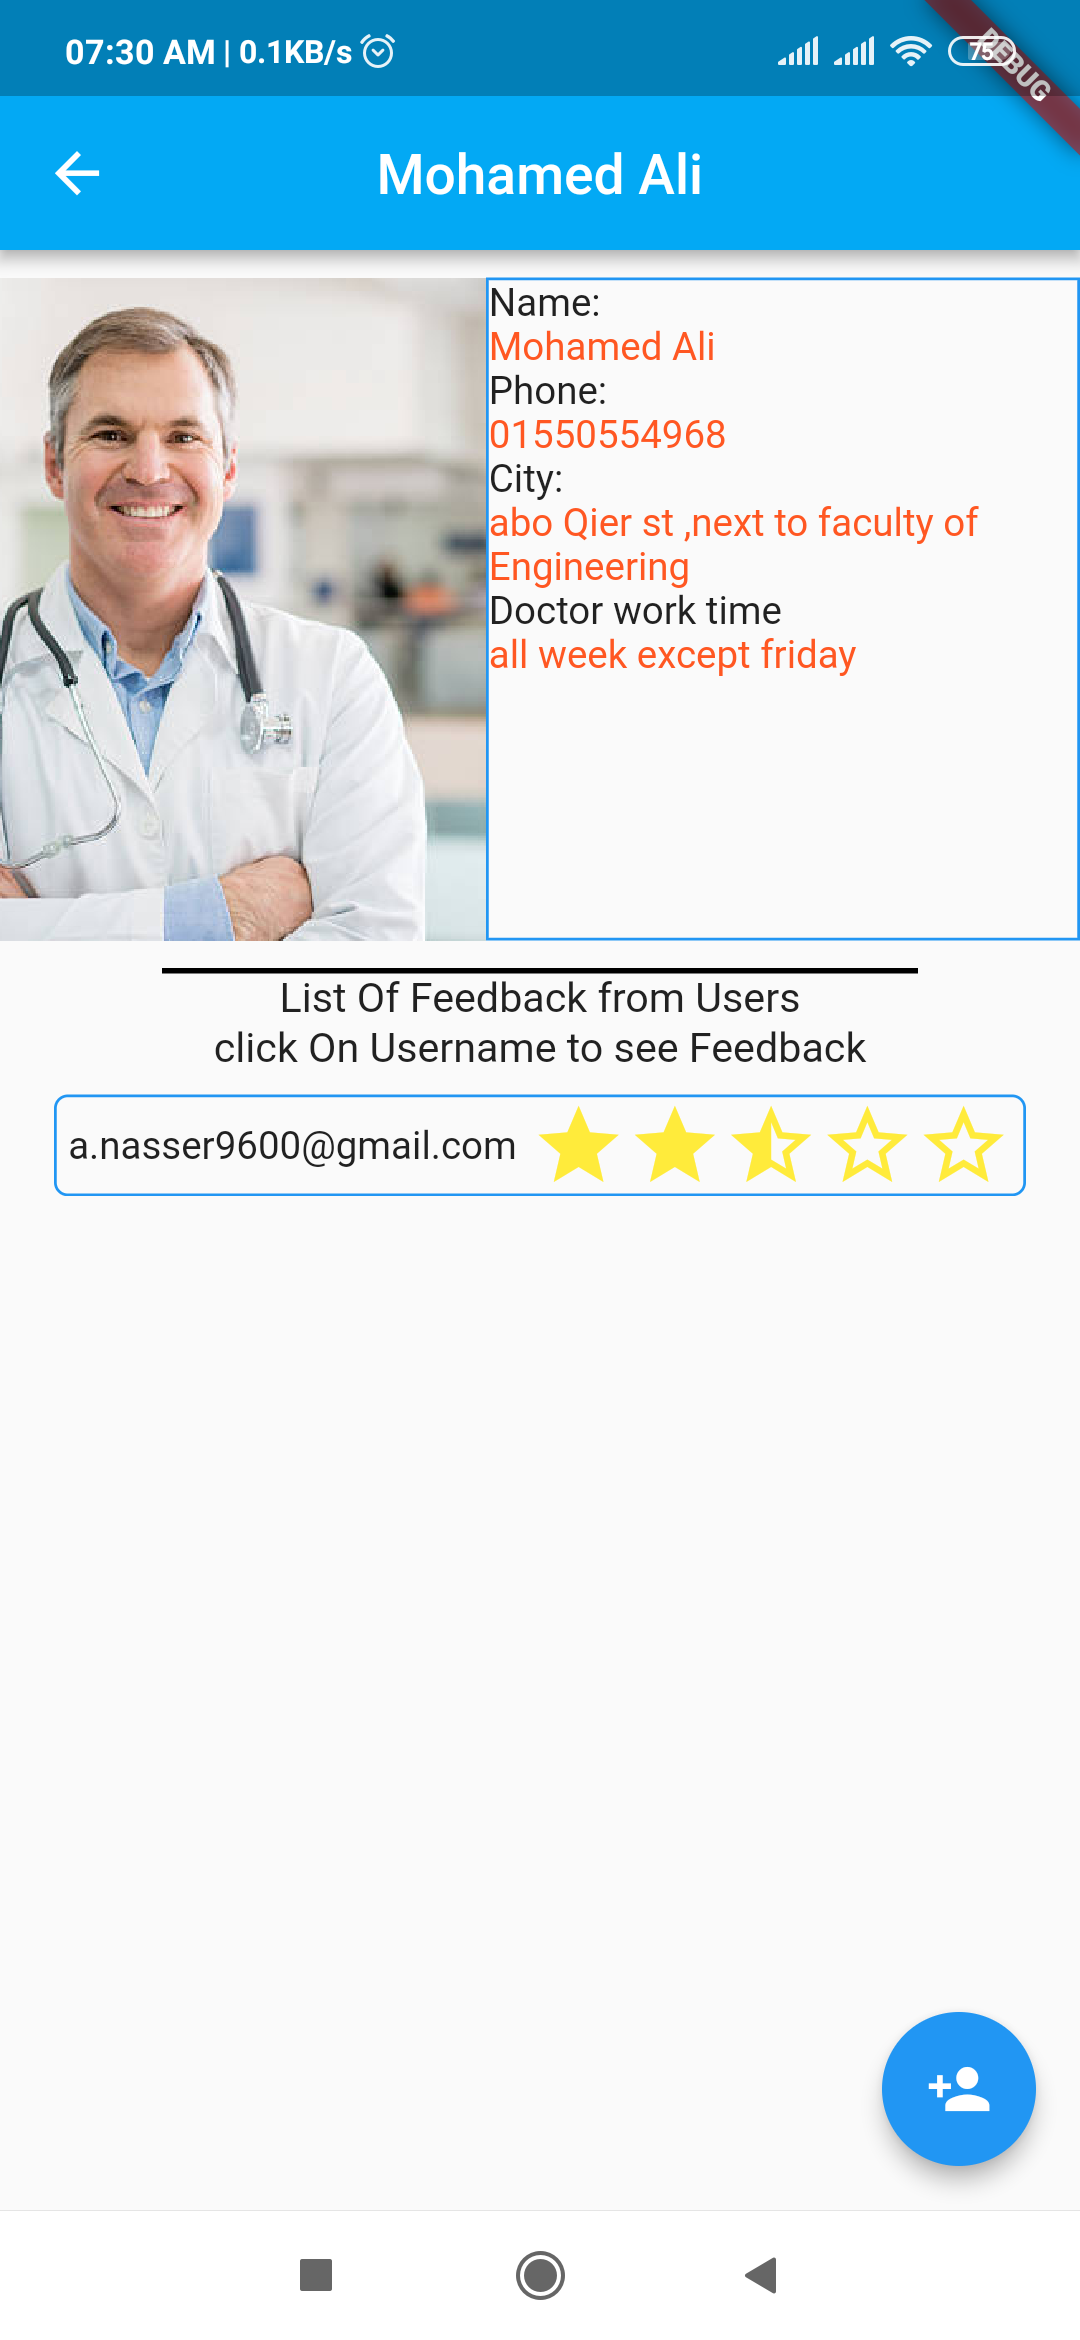 07:30 AM | 0.1KB/s
75
DEBUG
Mohamed Ali
Name:
Mohamed Ali
Phone:
01550554968
City:
abo Qier st ,next to faculty of
Engineering
Doctor work time
all week except friday
List Of Feedback from Users
click On Username to see Feedback
a.nasser9600@gmail.com